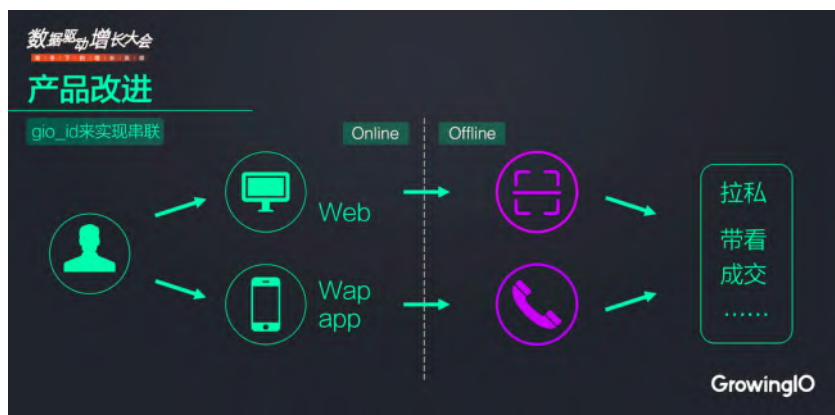 数据驱动增长大会
产品改进
gio_id来实现串联
Online
Offline
Web
Wap
app
拉私
带看
成交
……
GrowingIO